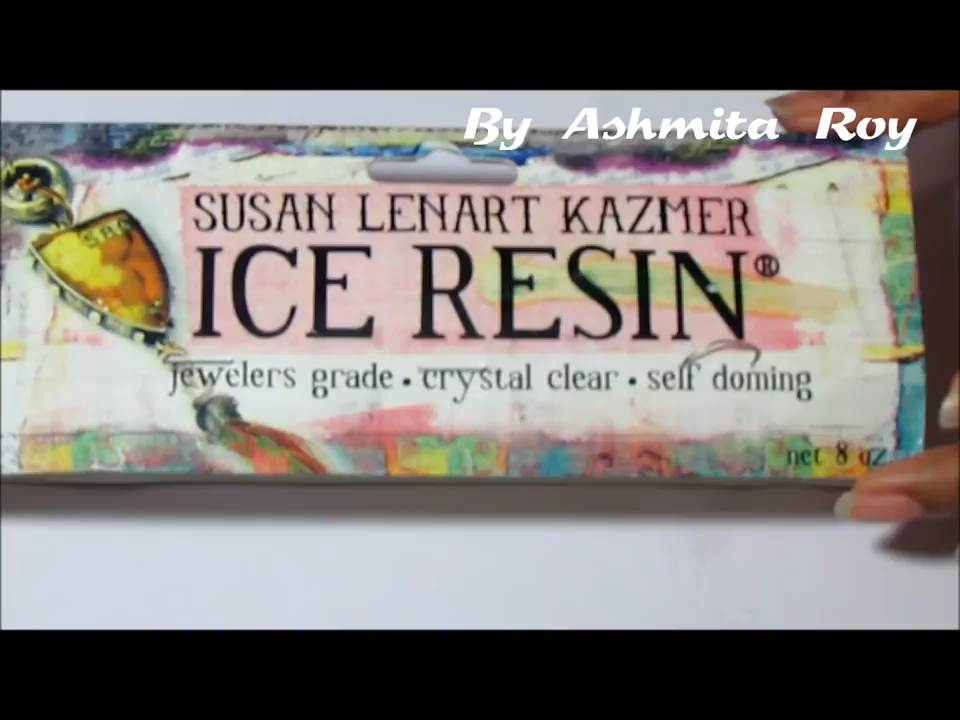 By Ashmita Roy
SUSAN LENART KAZMER
ICE RESIN®
jewelers grade • crystal clear • self doming
net 8 oz